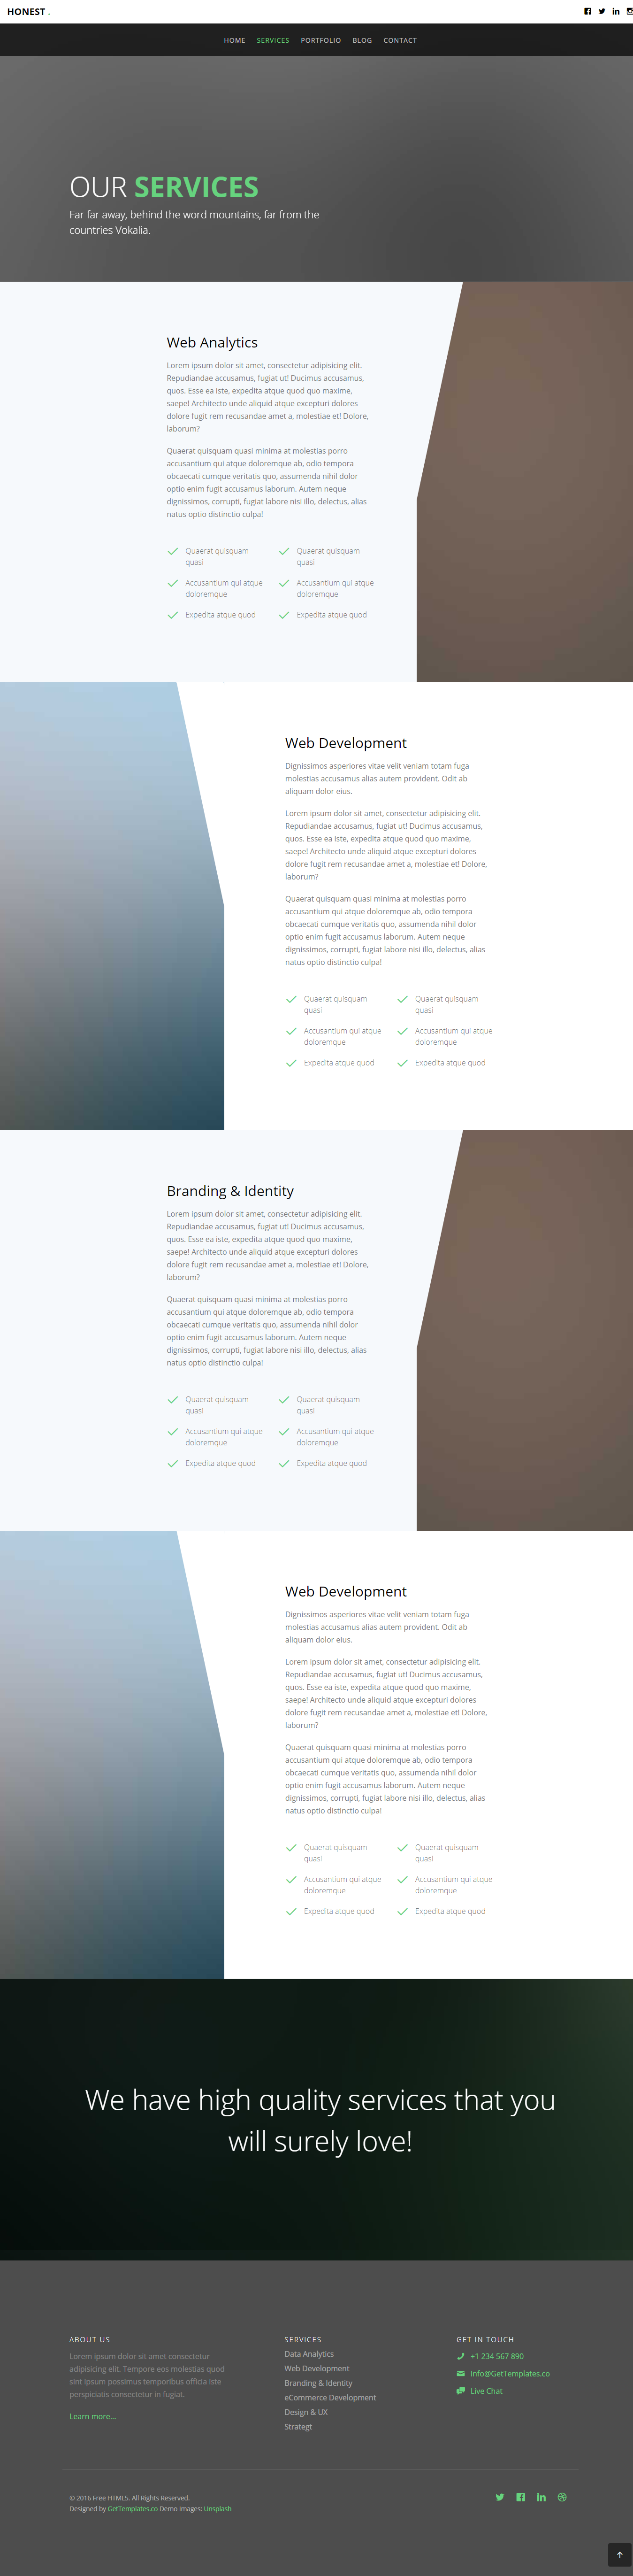 HONEST .
HOME SERVICES PORTFOLIO BLOG CONTACT
OUR SERVICES
Far far away, behind the word mountains, far from the
countries Vokalia.
Web Analytics
Lorem ipsum dolor sit amet, consectetur adipisicing elit.
Repudiandae accusamus, fugiat ut! Ducimus accusamus,
quos. Esse ea iste, expedita atque quod quo maxime,
saepe! Architecto unde aliquid atque excepturi dolores
dolore fugit rem recusandae amet a, molestiae et! Dolore,
laborum?
Quaerat quisquam quasi minima at molestias porro
accusantium qui atque doloremque ab, odio tempora
obcaecati cumque veritatis quo, assumenda nihil dolor
optio enim fugit accusamus laborum. Autem neque
dignissimos, corrupti, fugiat labore nisi illo, delectus, alias
natus optio distinctio culpa!
Quaerat quisquam
quasi
Accusantium qui atque
doloremque
Expedita atque quod
Quaerat quisquam
quasi
Accusantium qui atque
doloremque
Expedita atque quod
Web Development
Dignissimos asperiores vitae velit veniam totam fuga
molestias accusamus alias autem provident. Odit ab
aliquam dolor eius.
Lorem ipsum dolor sit amet, consectetur adipisicing elit.
Repudiandae accusamus, fugiat ut! Ducimus accusamus,
quos. Esse ea iste, expedita atque quod quo maxime,
saepe! Architecto unde aliquid atque excepturi dolores
dolore fugit rem recusandae amet a, molestiae et! Dolore,
laborum?
Quaerat quisquam quasi minima at molestias porro
accusantium qui atque doloremque ab, odio tempora
obcaecati cumque veritatis quo, assumenda nihil dolor
optio enim fugit accusamus laborum. Autem neque
dignissimos, corrupti, fugiat labore nisi illo, delectus, alias
natus optio distinctio culpa!
Quaerat quisquam
quasi
Accusantium qui atque
doloremque
Expedita atque quod
Quaerat quisquam
quasi
Accusantium qui atque
doloremque
Expedita atque quod
Branding & Identity
Lorem ipsum dolor sit amet, consectetur adipisicing elit.
Repudiandae accusamus, fugiat ut! Ducimus accusamus,
quos. Esse ea iste, expedita atque quod quo maxime,
saepe! Architecto unde aliquid atque excepturi dolores
dolore fugit rem recusandae amet a, molestiae et! Dolore,
laborum?
Quaerat quisquam quasi minima at molestias porro
accusantium qui atque doloremque ab, odio tempora
obcaecati cumque veritatis quo, assumenda nihil dolor
optio enim fugit accusamus laborum. Autem neque
dignissimos, corrupti, fugiat labore nisi illo, delectus, alias
natus optio distinctio culpa!
Quaerat quisquam
quasi
Accusantium qui atque
doloremque
Expedita atque quod
Quaerat quisquam
quasi
Accusantium qui atque
doloremque
Expedita atque quod
Web Development
Dignissimos asperiores vitae velit veniam totam fuga
molestias accusamus alias autem provident. Odit ab
aliquam dolor eius.
Lorem ipsum dolor sit amet, consectetur adipisicing elit.
Repudiandae accusamus, fugiat ut! Ducimus accusamus,
quos. Esse ea iste, expedita atque quod quo maxime,
saepe! Architecto unde aliquid atque excepturi dolores
dolore fugit rem recusandae amet a, molestiae et! Dolore,
laborum?
Quaerat quisquam quasi minima at molestias porro
accusantium qui atque doloremque ab, odio tempora
obcaecati cumque veritatis quo, assumenda nihil dolor
optio enim fugit accusamus laborum. Autem neque
dignissimos, corrupti, fugiat labore nisi illo, delectus, alias
natus optio distinctio culpa!
Quaerat quisquam
quasi
Accusantium qui atque
doloremque
Expedita atque quod
Quaerat quisquam
quasi
Accusantium qui atque
doloremque
Expedita atque quod
We have high quality services that you
will surely love!
ABOUT US
Lorem ipsum dolor sit amet consectetur
adipisicing elit. Tempore eos molestias quod
sint ipsum possimus temporibus officia iste
perspiciatis consectetur in fugiat.
Learn more...
SERVICES
Data Analytics
Web Development
Branding & Identity
eCommerce Development
Design & UX
Strategt
GET IN TOUCH
+1 234 567 890
info@GetTemplates.co
Live Chat
© 2016 Free HTML5. All Rights Reserved.
Designed by GetTemplates.co Demo Images: Unsplash